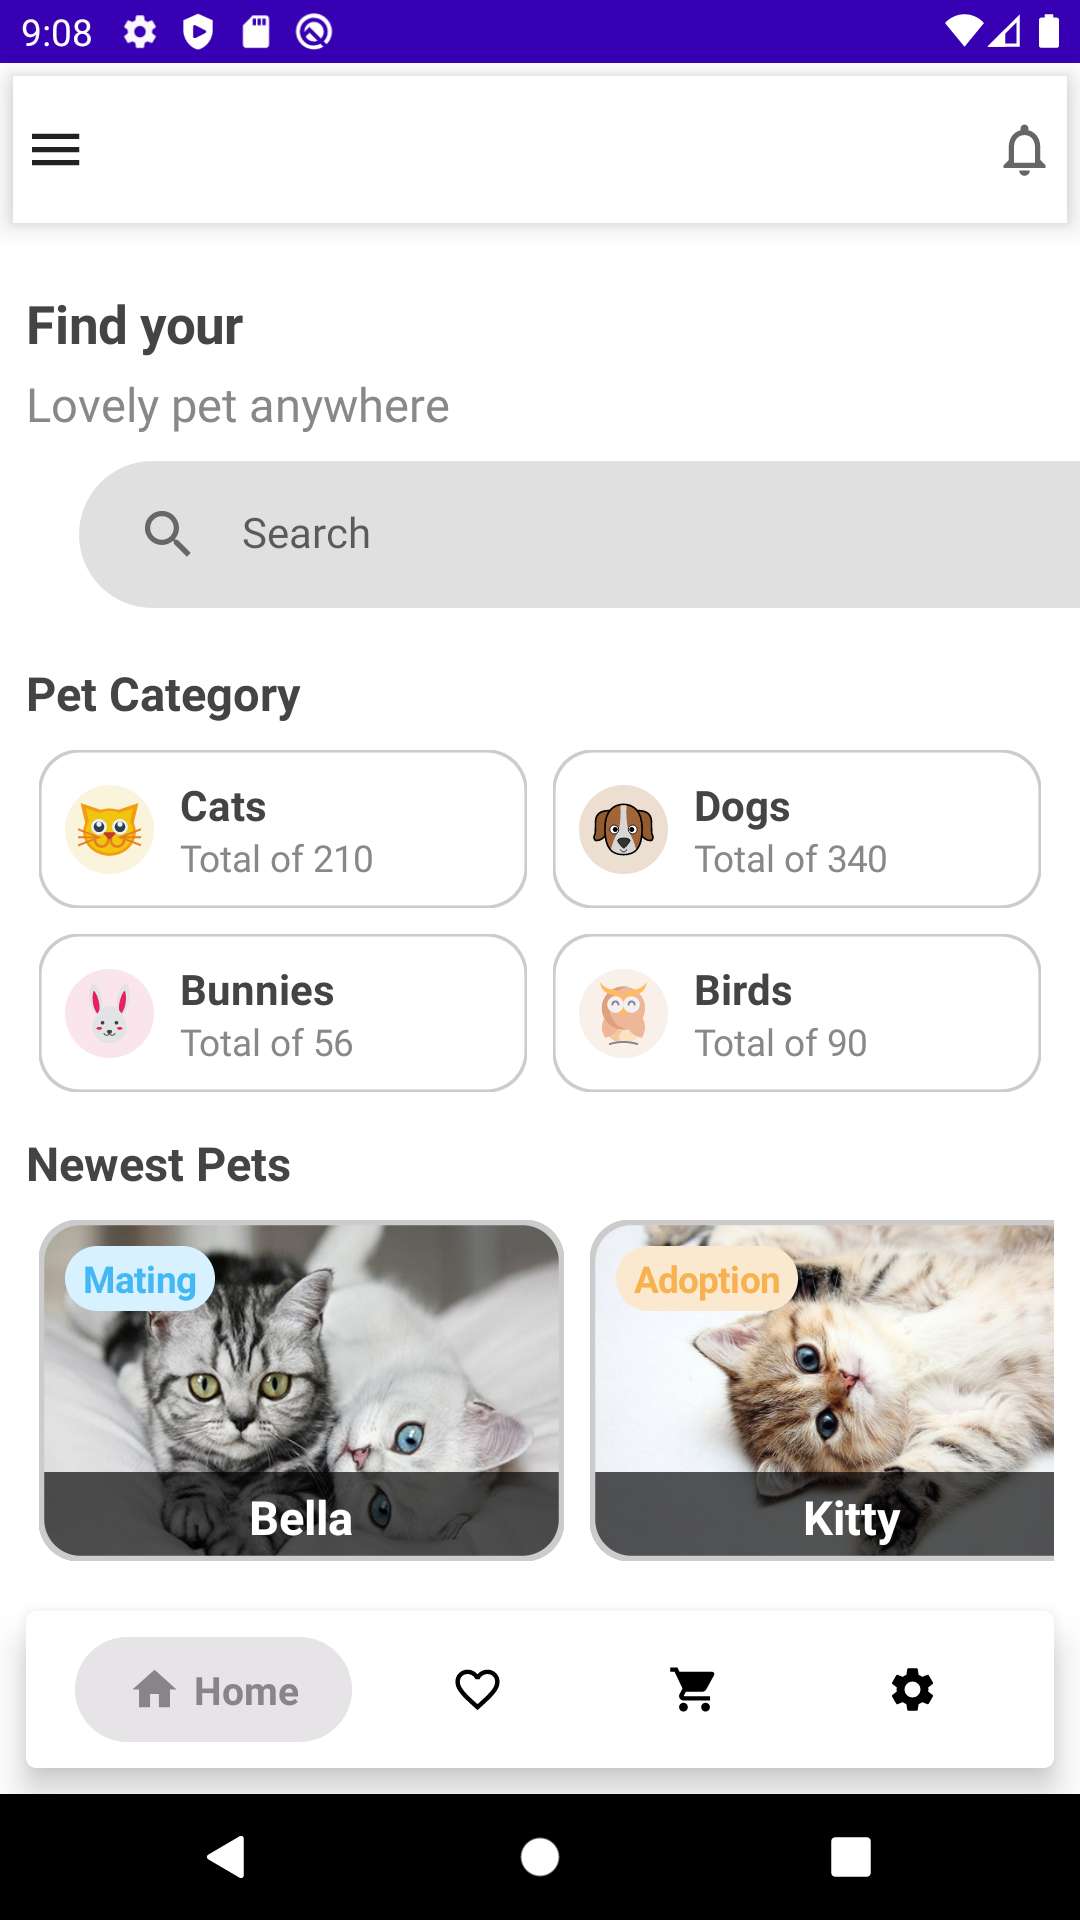 9:08
Find your
Lovely pet anywhere
Search
Pet Category
Cats
Total of 210
Dogs
Total of 340
Bunnies
Total of 56
Birds
Total of 90
Newest Pets
Mating
Bella
Adoption
Kitty
Home